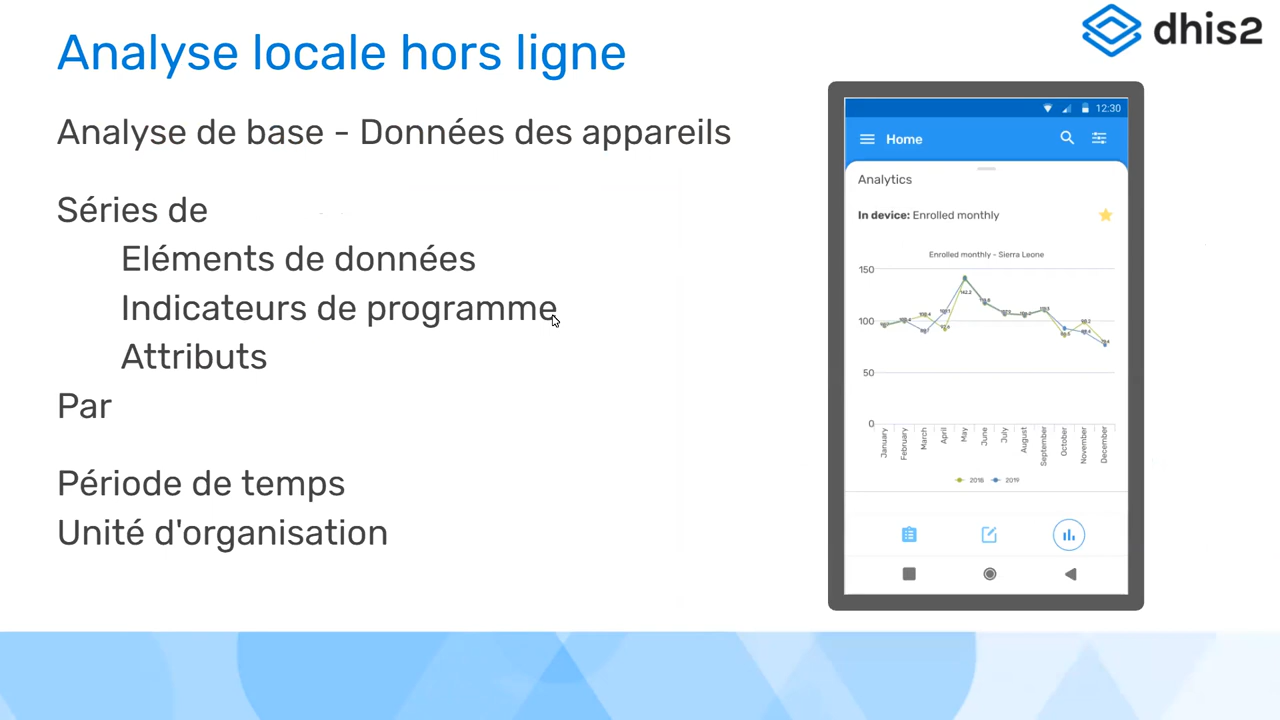 Analyse locale hors ligne
dhis2
Analyse de base - Données des appareils
Séries de
Eléments de données
Indicateurs de programme
Attributs
Par
Période de temps
Unité d'organisation
12:30
Home
Analytics
In device: Enrolled monthly
Enrolled monthly - Sierra Leone
150
100
50
0
142.2
January
February
March
April
May
June
July
August
September
October
November
December
2018
2019